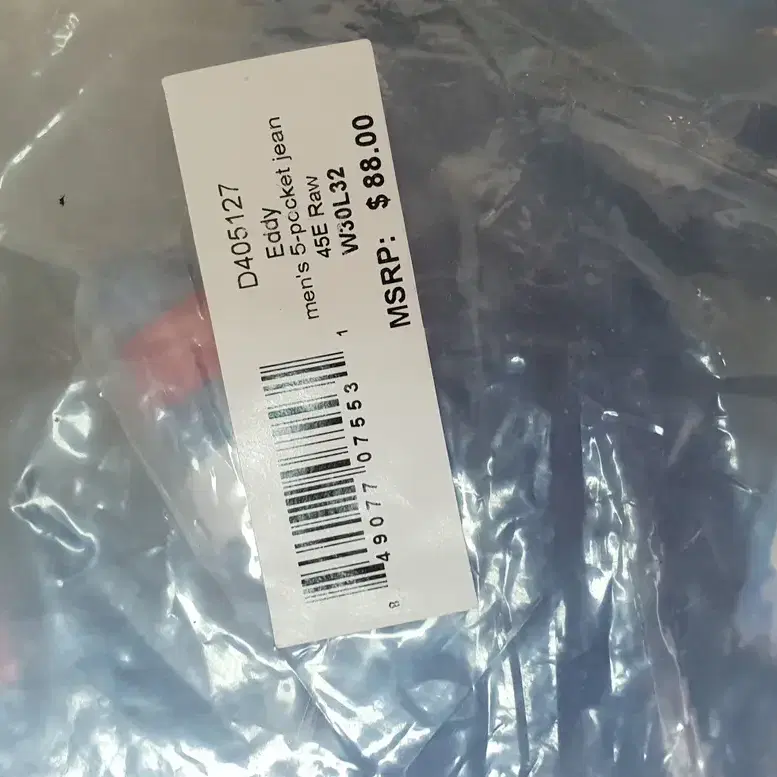 D405127
Eddy
men's 5-pocket jean
45E Raw
W30L32
MSRP: $ 88.00
8 49077 07553 1